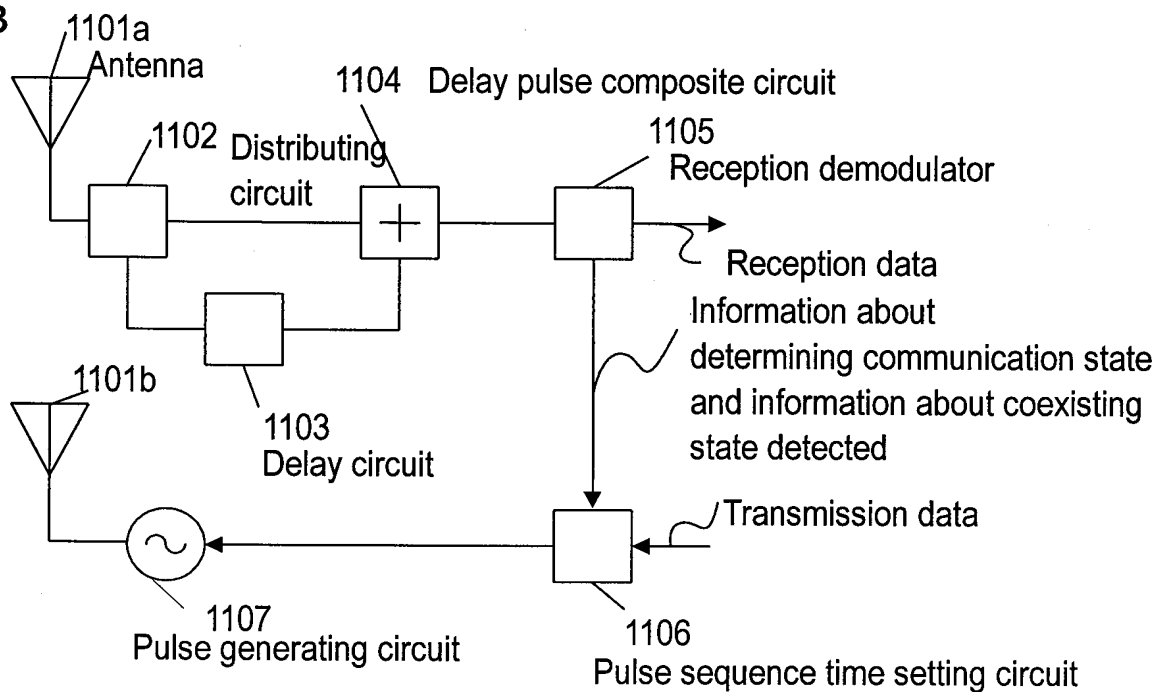 1101a
Antenna
1104 Delay pulse composite circuit
1102 Distributing
circuit
1105
Reception demodulator
Reception data
Information about
determining communication state
and information about coexisting
state detected
1101b
1103
Delay circuit
Transmission data
1107
Pulse generating circuit
1106
Pulse sequence time setting circuit